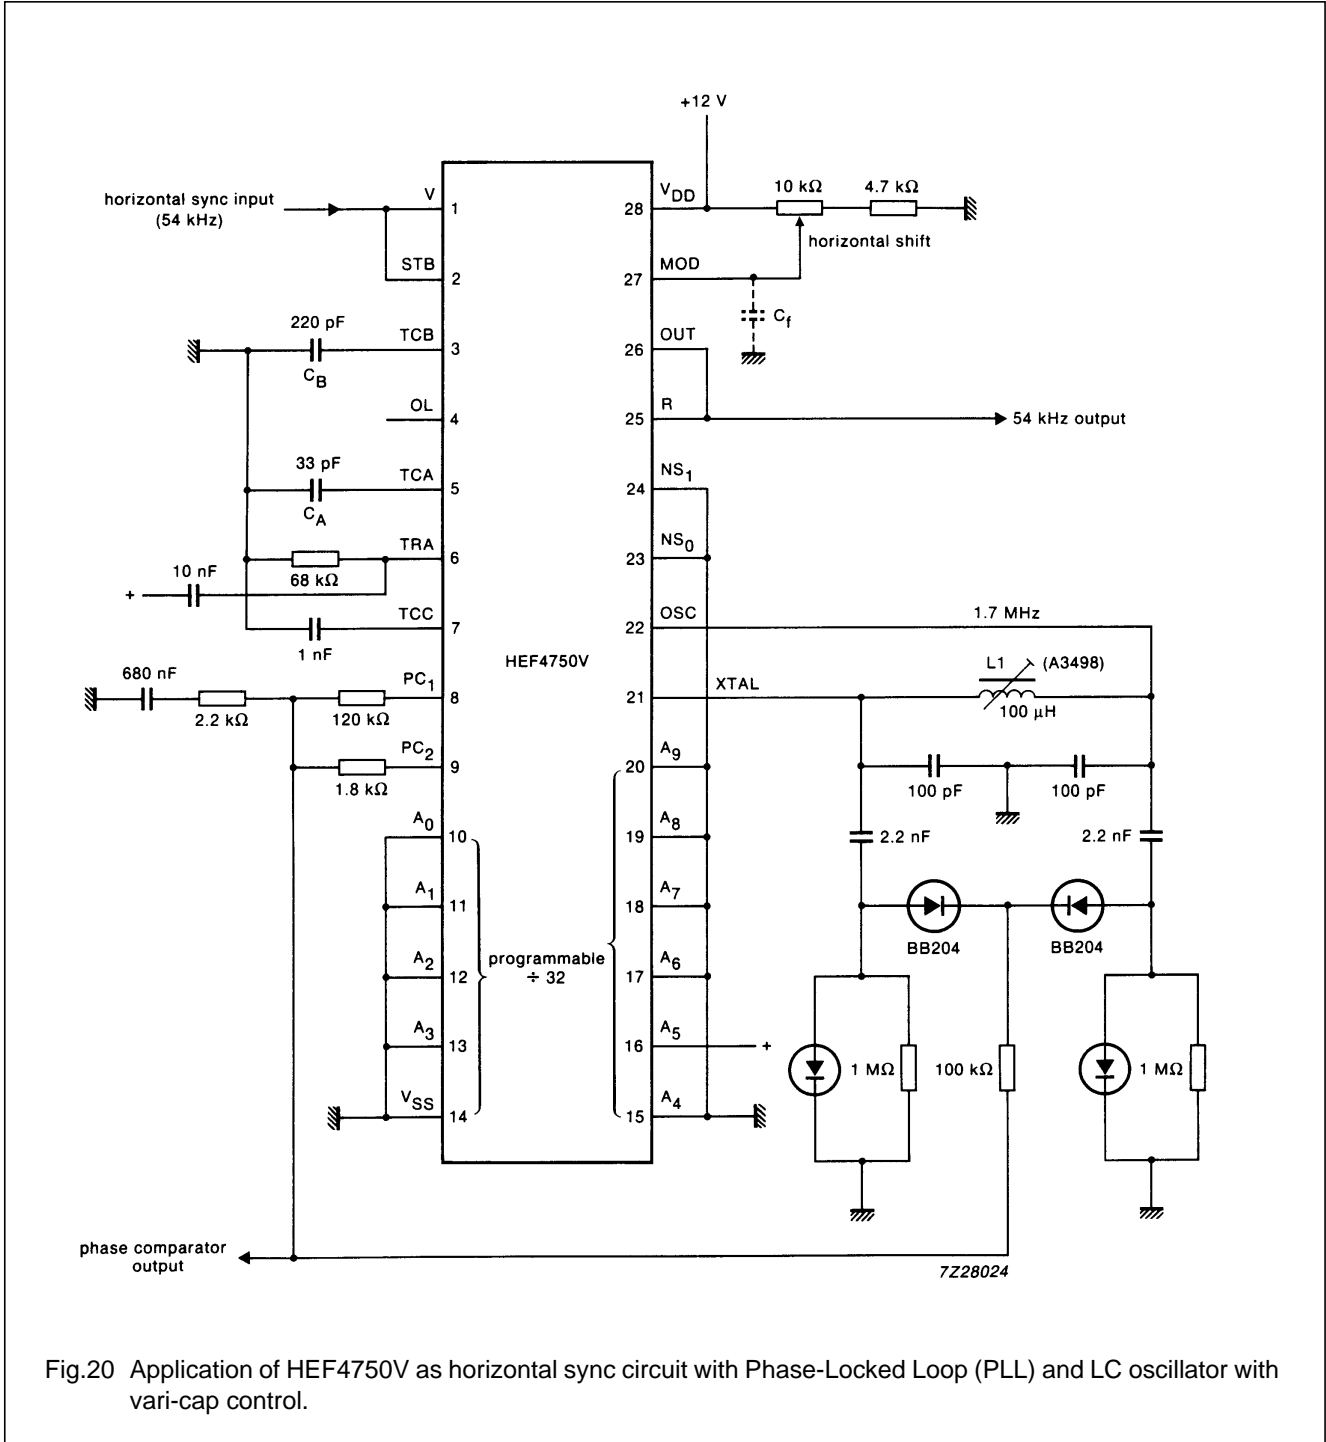 +12 V
horizontal sync input
(54 kHz)
V
1
28
V_DD
10 kΩ
4.7 kΩ
horizontal shift
STB
2
27
MOD
C_f
220 pF
C_B
TCB
3
26
OUT
OL
4
25
R
54 kHz output
33 pF
C_A
TCA
5
24
NS_1
TRA
6
23
NS_0
68 kΩ
10 nF
+
TCC
7
22
OSC
1.7 MHz
1 nF
HEF4750V
680 nF
2.2 kΩ
120 kΩ
PC_1
8
21
XTAL
L1
(A3498)
100 μH
PC_2
9
20
A_9
1.8 kΩ
100 pF
100 pF
A_0
10
19
A_8
2.2 nF
2.2 nF
A_1
11
18
A_7
BB204
BB204
programmable
÷ 32
A_2
12
17
A_6
A_3
13
16
A_5
+
1 MΩ
100 kΩ
1 MΩ
V_SS
14
15
A_4
phase comparator
output
7Z28024
Fig.20 Application of HEF4750V as horizontal sync circuit with Phase-Locked Loop (PLL) and LC oscillator with
vari-cap control.